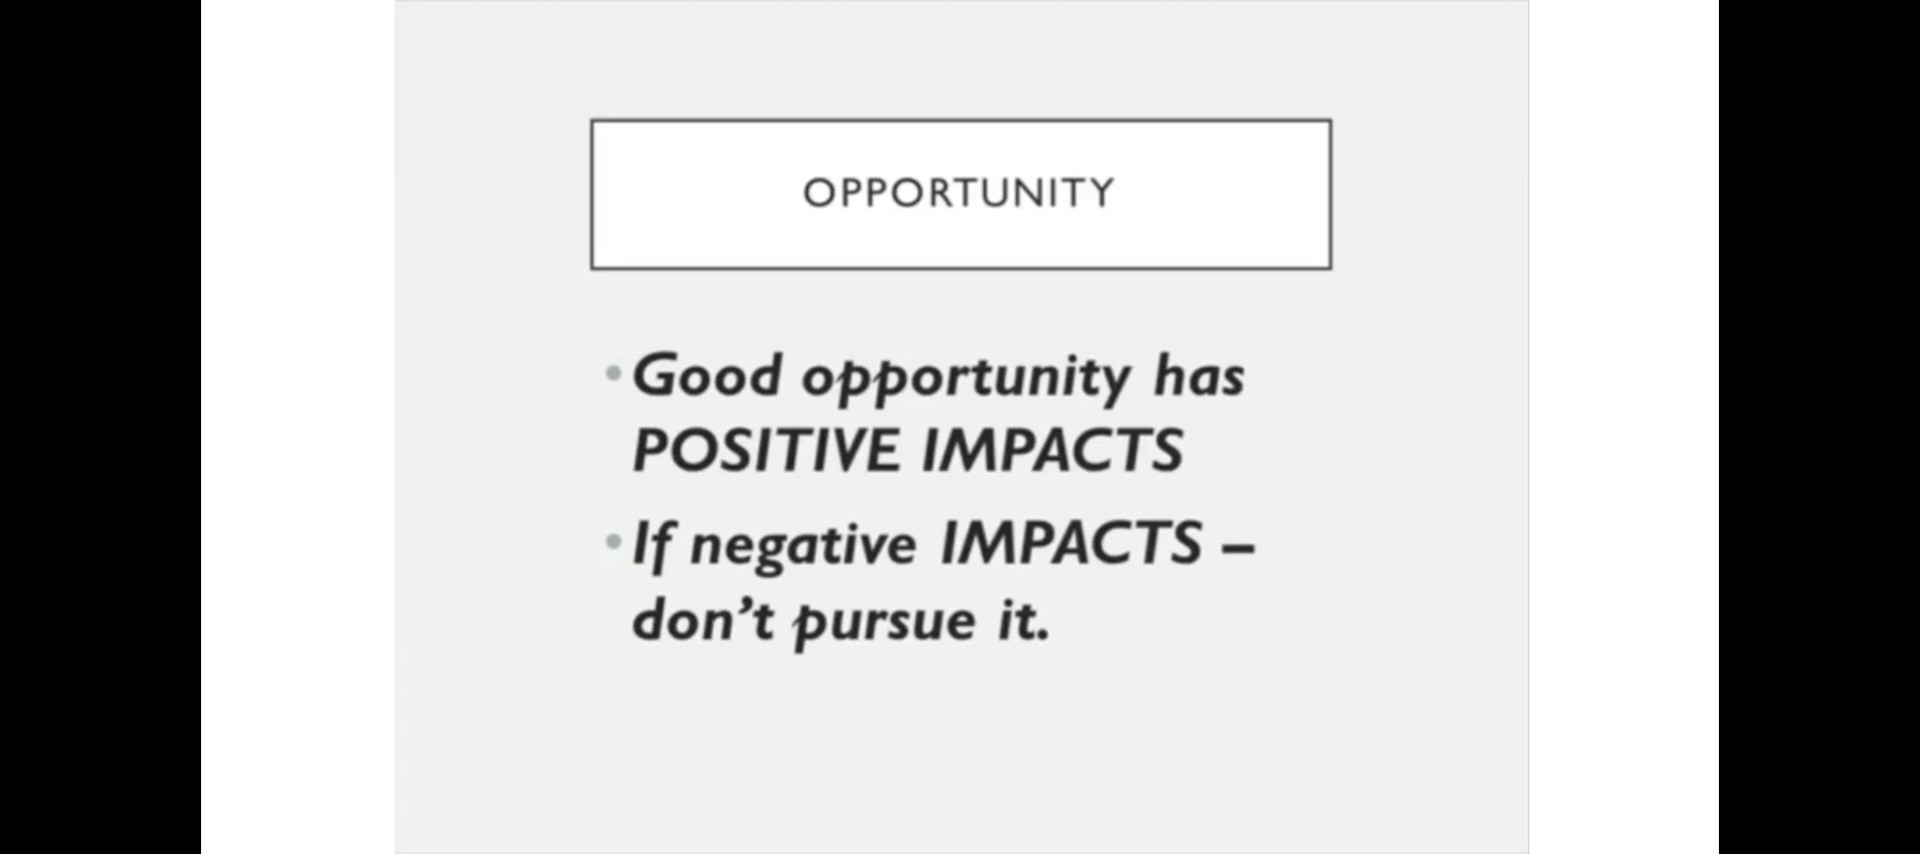 OPPORTUNITY
• Good opportunity has
POSITIVE IMPACTS
• If negative IMPACTS –
don’t pursue it.